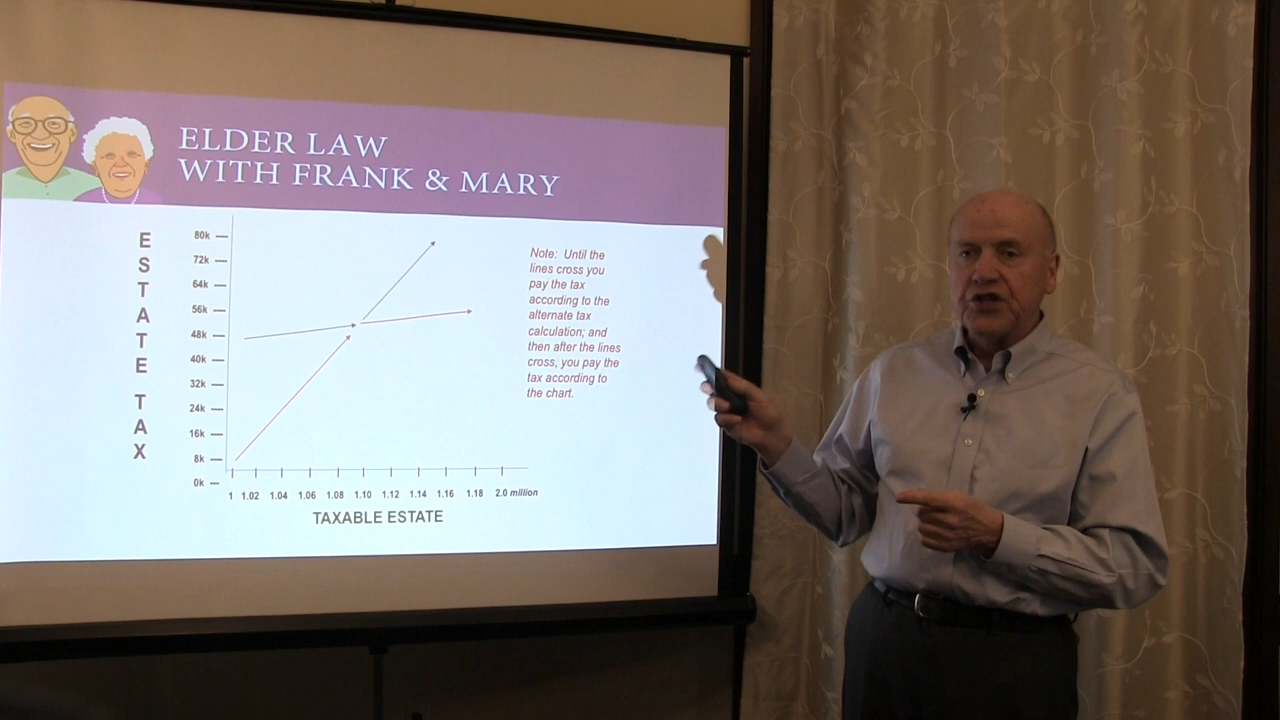 ELDER LAW
WITH FRANK & MARY
ESTATE TAX
80k
72k
64k
56k
48k
40k
32k
24k
16k
8k
0k
1 1.02 1.04 1.06 1.08 1.10 1.12 1.14 1.16 1.18 2.0 million
TAXABLE ESTATE
Note: Until the
lines cross you
pay the tax
according to the
alternate tax
calculation; and
then after the lines
cross, you pay the
tax according to
the chart.